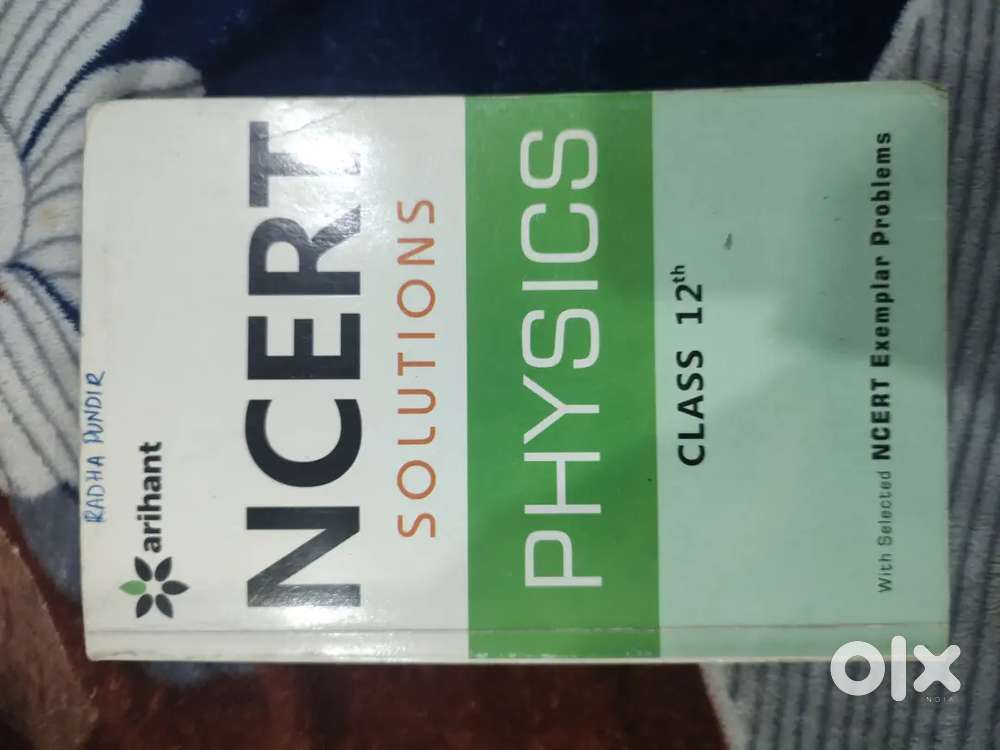 RADHA PUNDIR
arihant
NCERT
SOLUTIONS
PHYSICS
CLASS 12th
With Selected NCERT Exemplar Problems
olx
INDIA